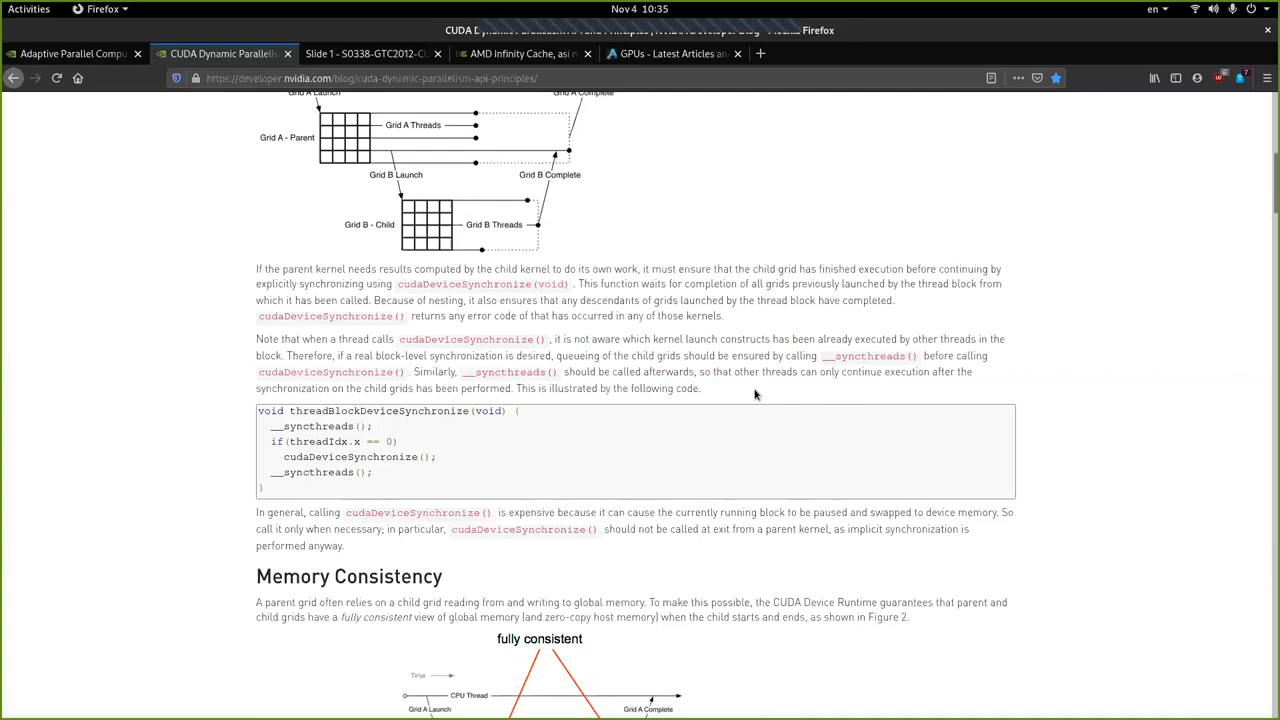 Activities
Firefox
Nov 4 10:35
en
Mozilla Firefox
Adaptive Parallel Compu
CUDA Dynamic Parallelis
Slide 1 - S0338-GTC2012-C
AMD Infinity Cache, así m
GPUs - Latest Articles an
https://developer.nvidia.com/blog/cuda-dynamic-parallelism-api-principles/
Grid A Launch
Grid A Complete
Grid A Threads
Grid A - Parent
Grid B Launch
Grid B Complete
Grid B - Child
Grid B Threads
If the parent kernel needs results computed by the child kernel to do its own work, it must ensure that the child grid has finished execution before continuing by
explicitly synchronizing using cudaDeviceSynchronize(void) . This function waits for completion of all grids previously launched by the thread block from
which it has been called. Because of nesting, it also ensures that any descendants of grids launched by the thread block have completed.
cudaDeviceSynchronize() returns any error code of that has occurred in any of those kernels.
Note that when a thread calls cudaDeviceSynchronize() , it is not aware which kernel launch constructs has been already executed by other threads in the
block. Therefore, if a real block-level synchronization is desired, queueing of the child grids should be ensured by calling __syncthreads() before calling
cudaDeviceSynchronize() . Similarly, __syncthreads() should be called afterwards, so that other threads can only continue execution after the
synchronization on the child grids has been performed. This is illustrated by the following code.
void threadBlockDeviceSynchronize(void) {
__syncthreads();
if(threadIdx.x == 0)
cudaDeviceSynchronize();
__syncthreads();
}
In general, calling cudaDeviceSynchronize() is expensive because it can cause the currently running block to be paused and swapped to device memory. So
call it only when necessary; in particular, cudaDeviceSynchronize() should not be called at exit from a parent kernel, as implicit synchronization is
performed anyway.
Memory Consistency
A parent grid often relies on a child grid reading from and writing to global memory. To make this possible, the CUDA Device Runtime guarantees that parent and
child grids have a fully consistent view of global memory (and zero-copy host memory) when the child starts and ends, as shown in Figure 2.
fully consistent
Time
CPU Thread
Grid A Launch
Grid A Complete